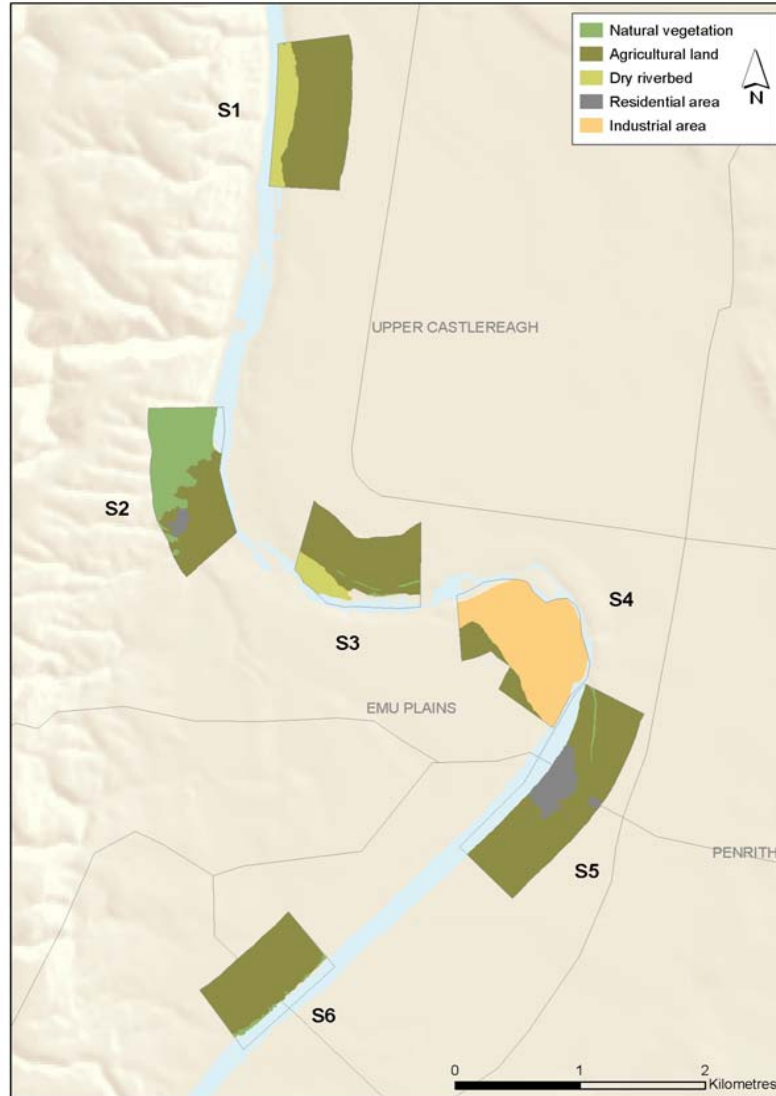 Natural vegetation
Agricultural land
Dry riverbed
Residential area
Industrial area
N
S1
UPPER CASTLEREAGH
S2
S3
S4
EMU PLAINS
PENRITH
S5
S6
0 1 2
Kilometres